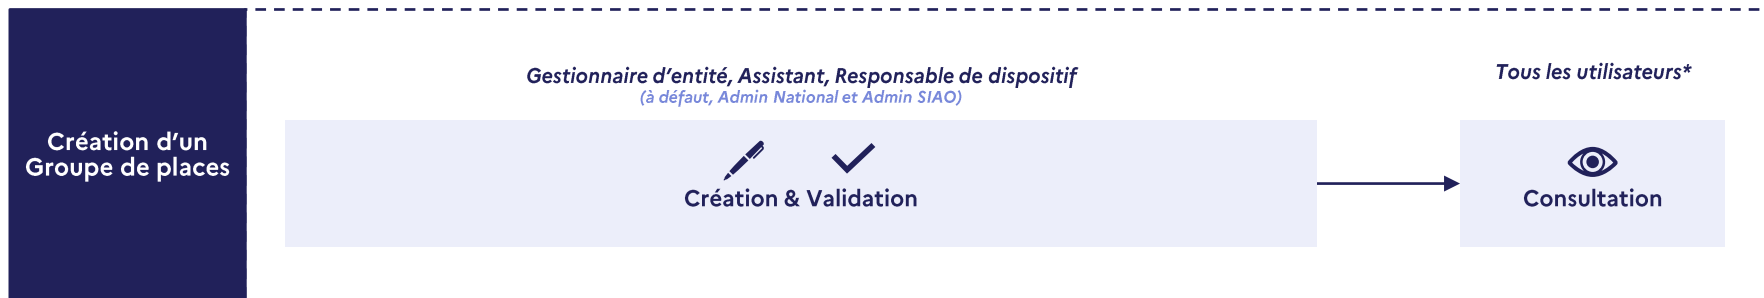 Création d'un
Groupe de places
Gestionnaire d'entité, Assistant, Responsable de dispositif
(à défaut, Admin National et Admin SIAO)
Création & Validation
Tous les utilisateurs*
Consultation